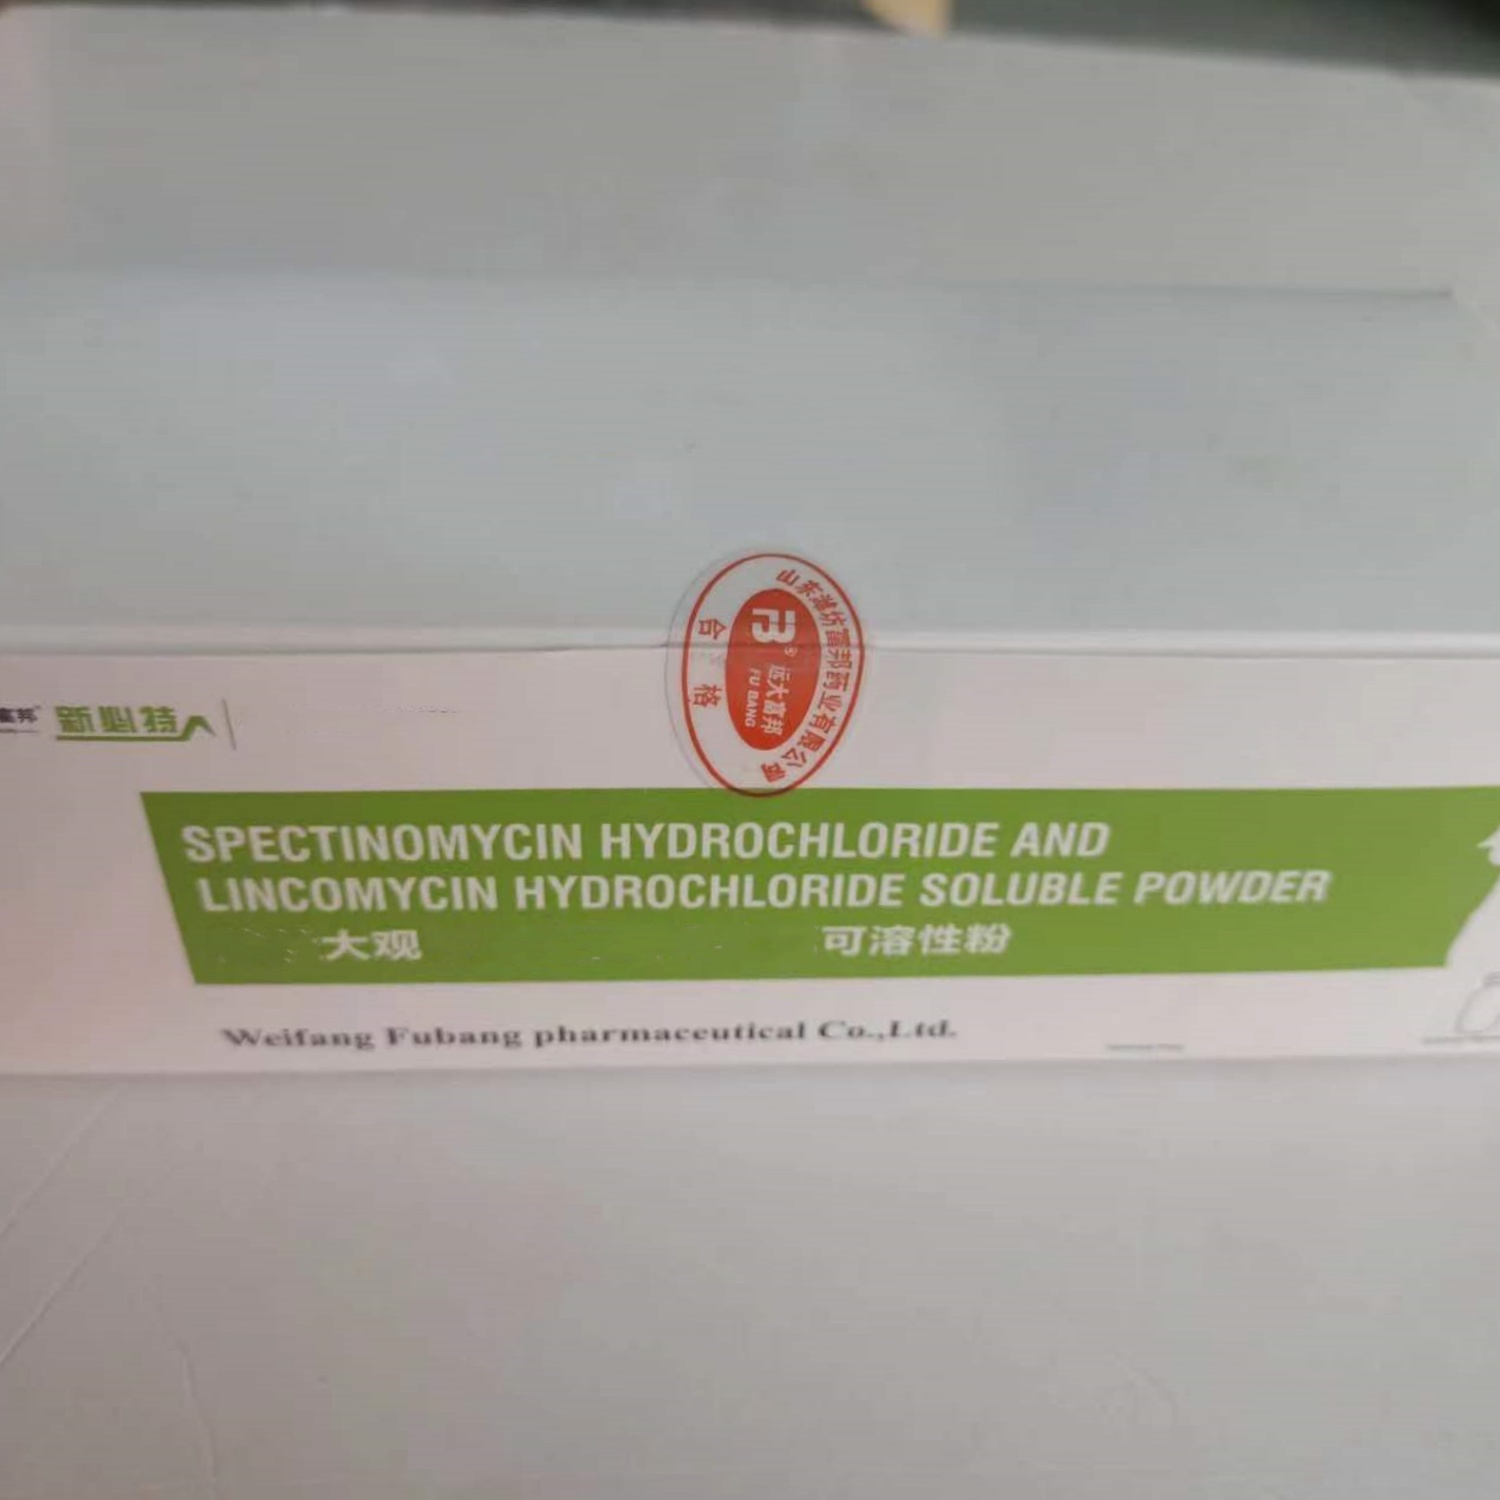 新必特
山东潍坊富邦药业有限公司
合格
FB®
远大富邦
FU BANG
SPECTINOMYCIN HYDROCHLORIDE AND
LINCOMYCIN HYDROCHLORIDE SOLUBLE POWDER
大观 可溶性粉
Weifang Fubang pharmaceutical Co.,Ltd.